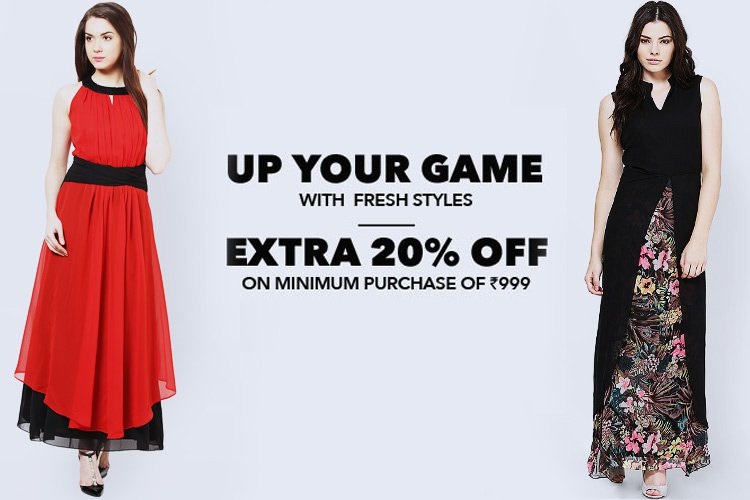 UP YOUR GAME
WITH FRESH STYLES
EXTRA 20% OFF
ON MINIMUM PURCHASE OF ₹999